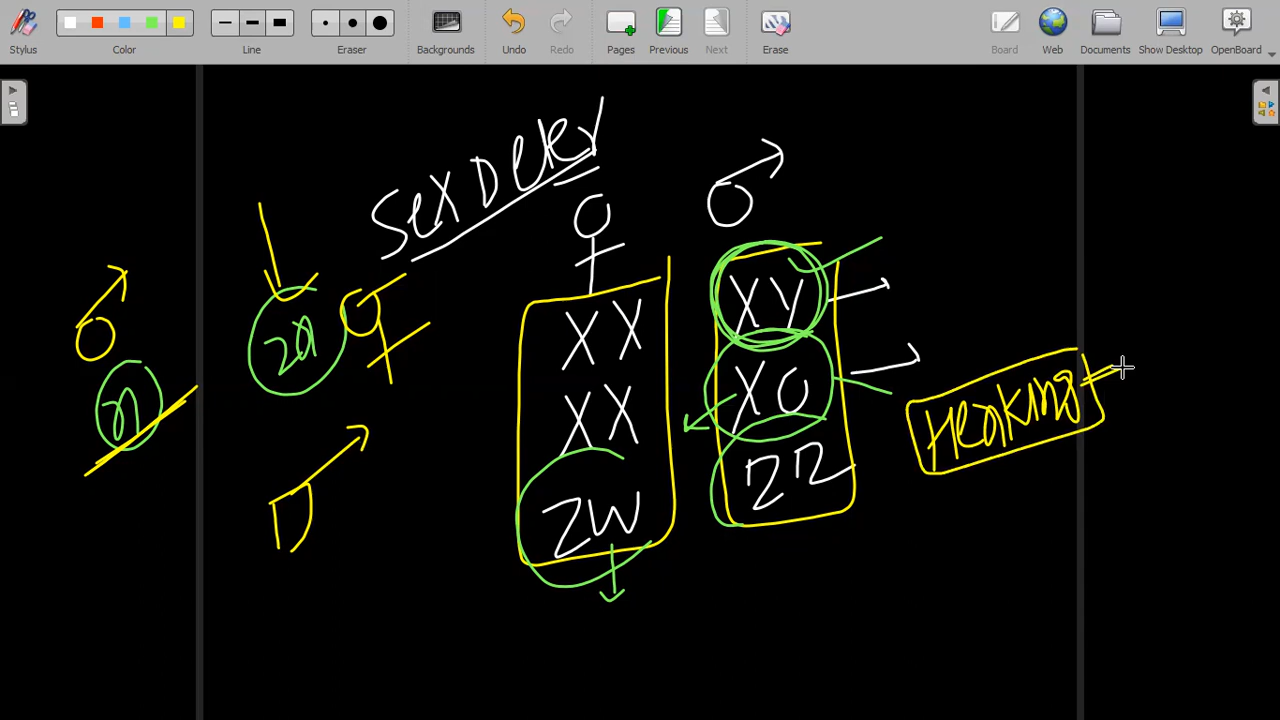 Stylus
Color
Line
Eraser
Backgrounds
Undo
Redo
Pages
Previous
Next
Erase
Board
Web
Documents
Show Desktop
OpenBoard
Sex Deter
♀ ♂
XX XY
XX XO
ZW ZZ
♂ 2n ♀
n
D
Henking